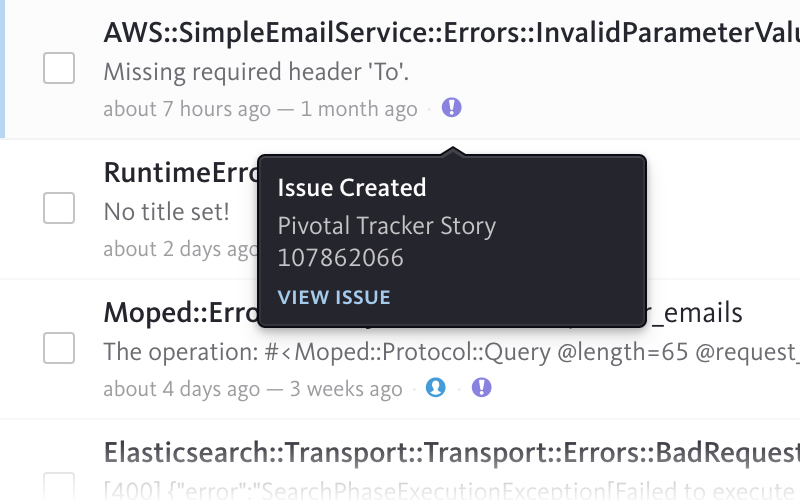 AWS::SimpleEmailService::Errors::InvalidParameterValu
Missing required header 'To'.
about 7 hours ago — 1 month ago ·
RuntimeErro
No title set!
about 2 days ago
Issue Created
Pivotal Tracker Story
107862066
VIEW ISSUE
Moped::Erro r_emails
The operation: #<Moped::Protocol::Query @length=65 @request_
about 4 days ago — 3 weeks ago · ·
Elasticsearch::Transport::Transport::Errors::BadRequest
[400] {"error":"SearchPhaseExecutionException[Failed to execute